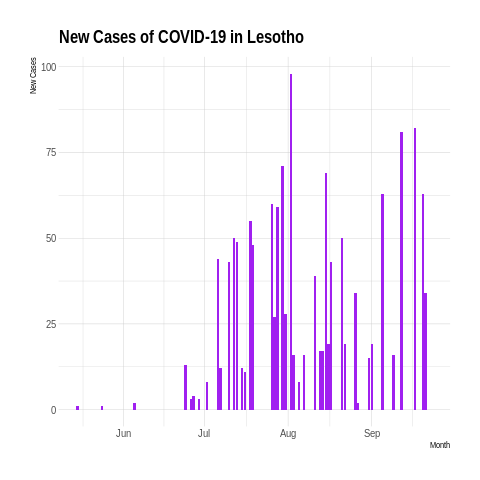 New Cases of COVID-19 in Lesotho
New Cases
100
75
50
25
0
Jun Jul Aug Sep
Month